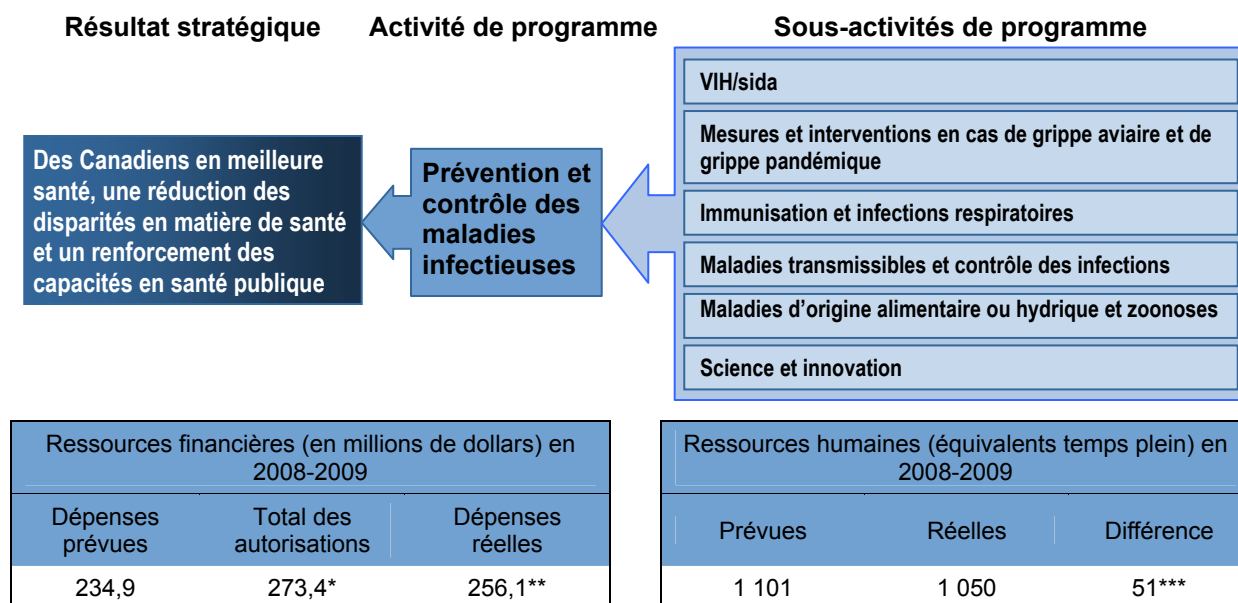 Résultat stratégique
Activité de programme
Sous-activités de programme
Des Canadiens en meilleure
santé, une réduction des
disparités en matière de santé
et un renforcement des
capacités en santé publique
Prévention et
contrôle des
maladies
infectieuses
VIH/sida
Mesures et interventions en cas de grippe aviaire et de
grippe pandémique
Immunisation et infections respiratoires
Maladies transmissibles et contrôle des infections
Maladies d’origine alimentaire ou hydrique et zoonoses
Science et innovation
Ressources financières (en millions de dollars) en
2008-2009
Dépenses
prévues
Total des
autorisations
Dépenses
réelles
234,9
273,4*
256,1**
Ressources humaines (équivalents temps plein) en
2008-2009
Prévues
Réelles
Différence
1 101
1 050
51***